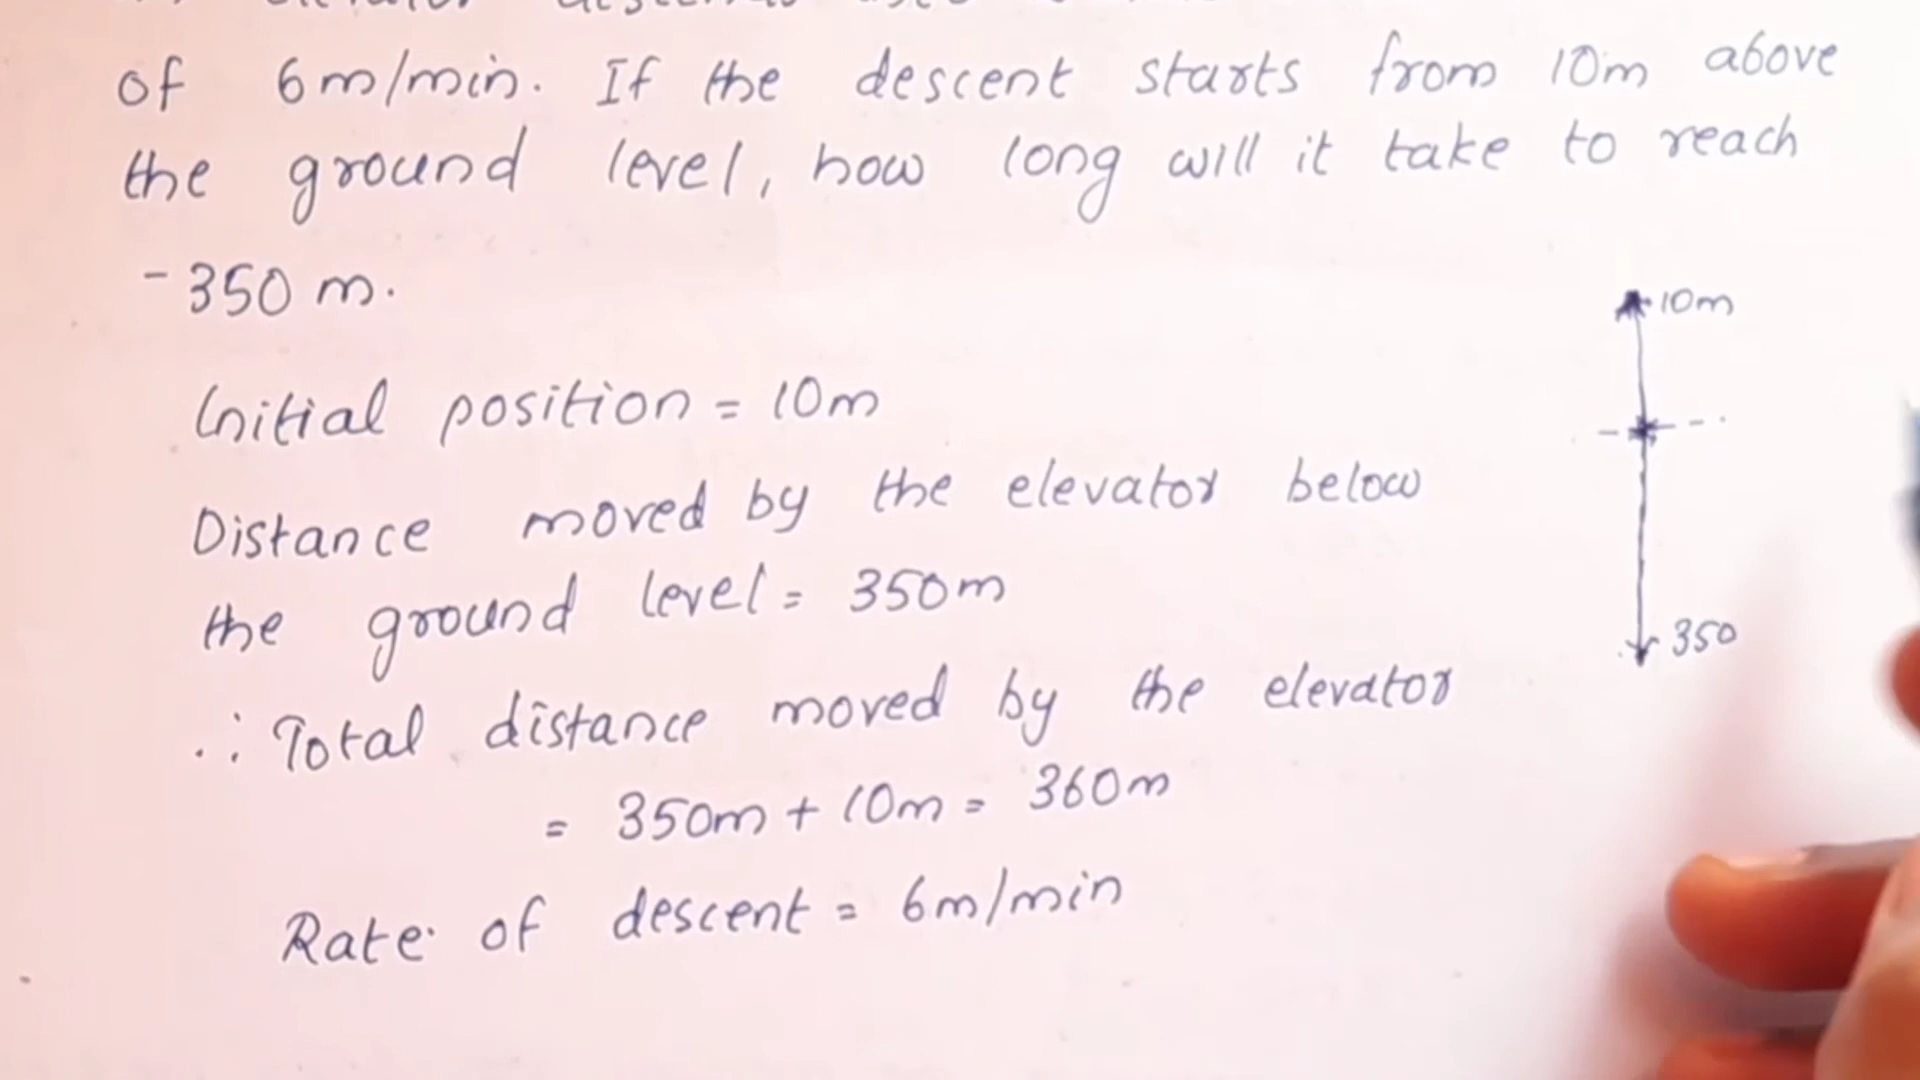 of 6m/min. If the descent starts from 10m above
the ground level, how long will it take to reach
-350 m.
10m
Initial position = 10m
Distance moved by the elevator below
the ground level = 350m
350
∴ Total distance moved by the elevator
= 350m + 10m = 360m
Rate of descent = 6m/min